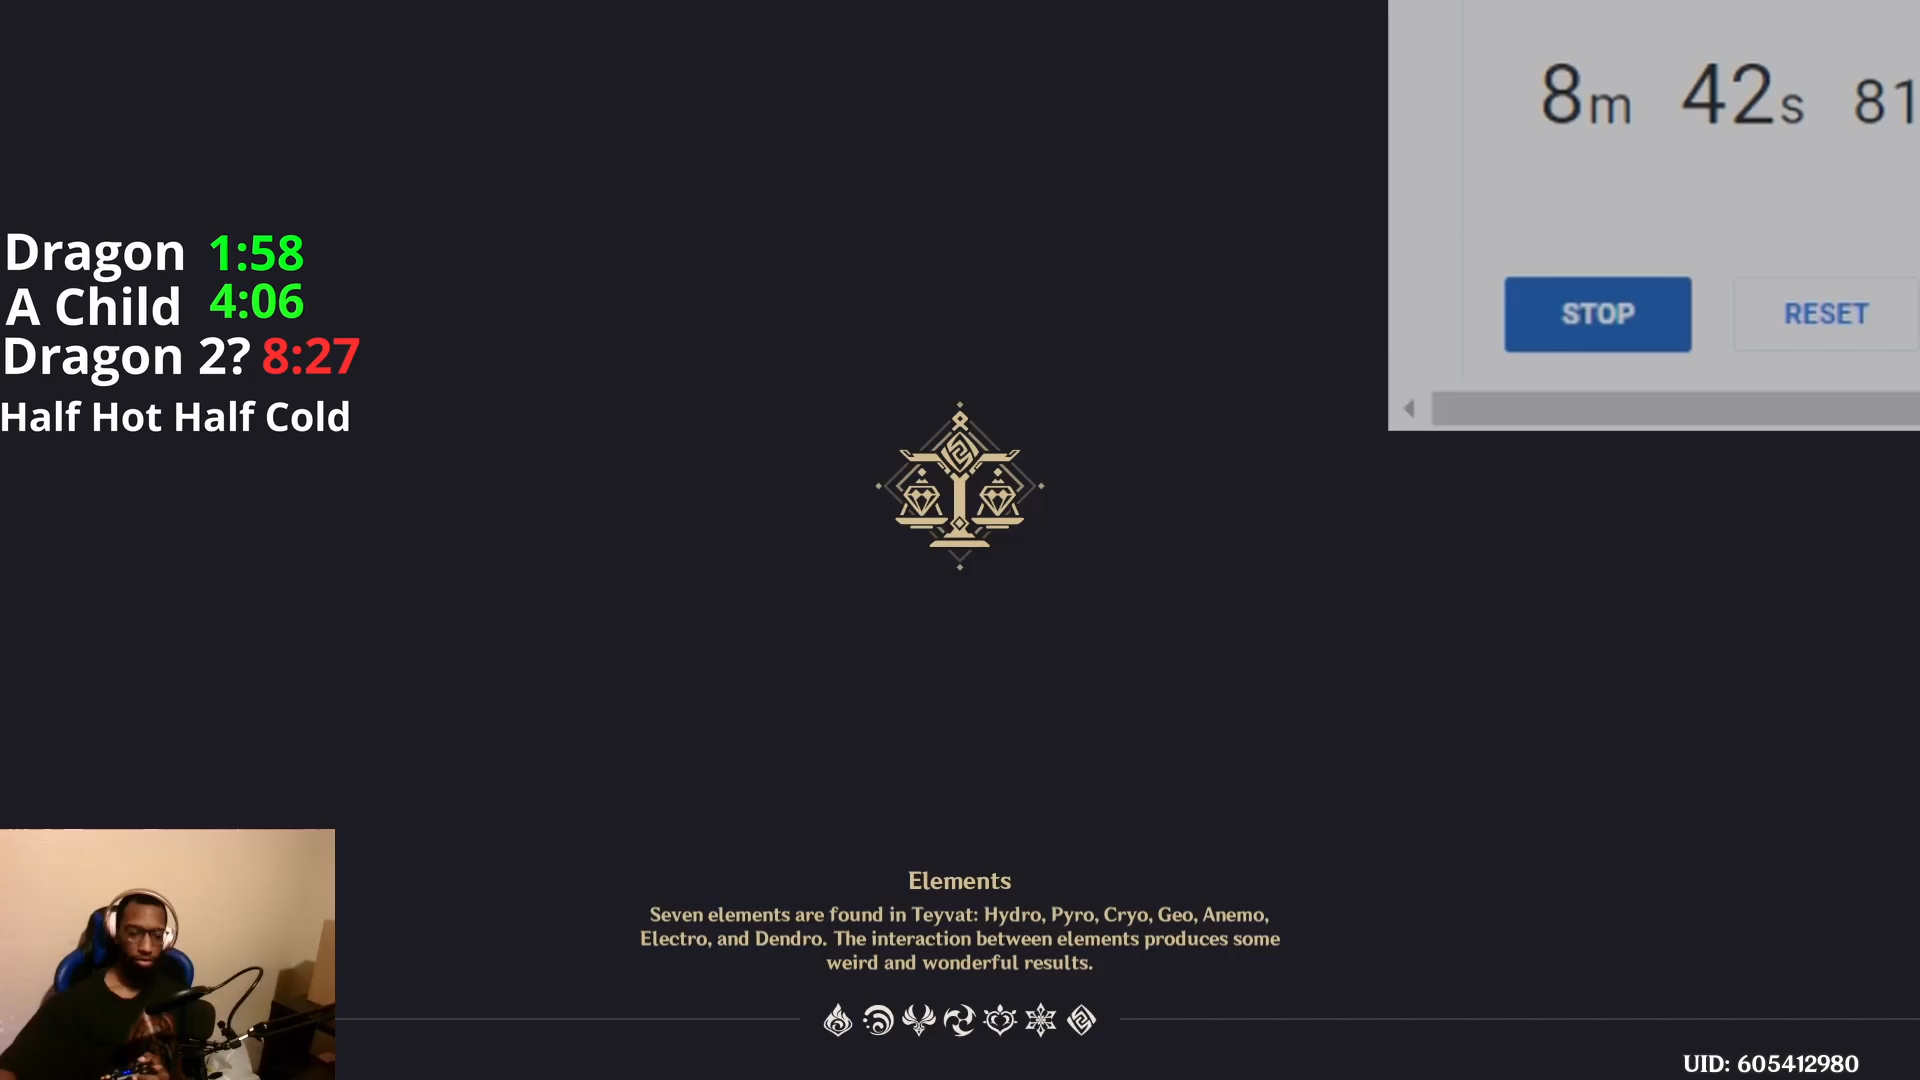 8m 42s 81
STOP RESET
Dragon 1:58
A Child 4:06
Dragon 2? 8:27
Half Hot Half Cold
Elements
Seven elements are found in Teyvat: Hydro, Pyro, Cryo, Geo, Anemo,
Electro, and Dendro. The interaction between elements produces some
weird and wonderful results.
UID: 605412980